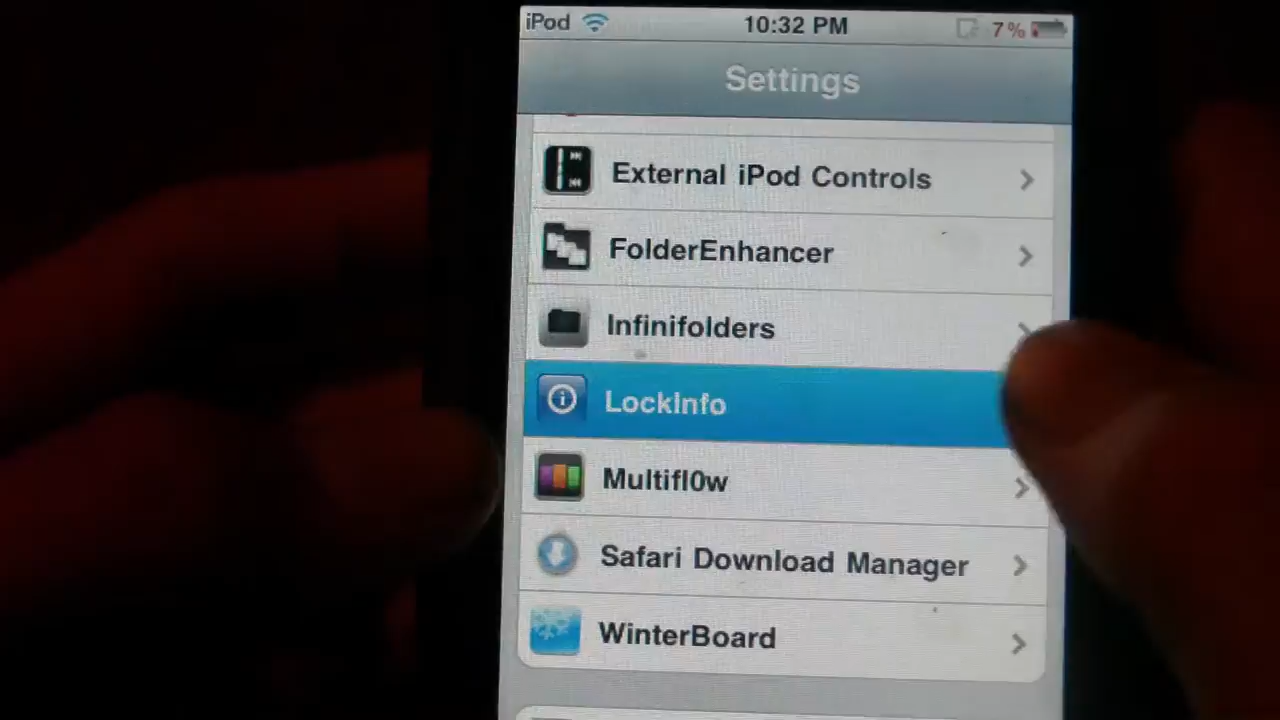 iPod 10:32 PM 7%
Settings
External iPod Controls
FolderEnhancer
Infinifolders
LockInfo
Multifl0w
Safari Download Manager
WinterBoard